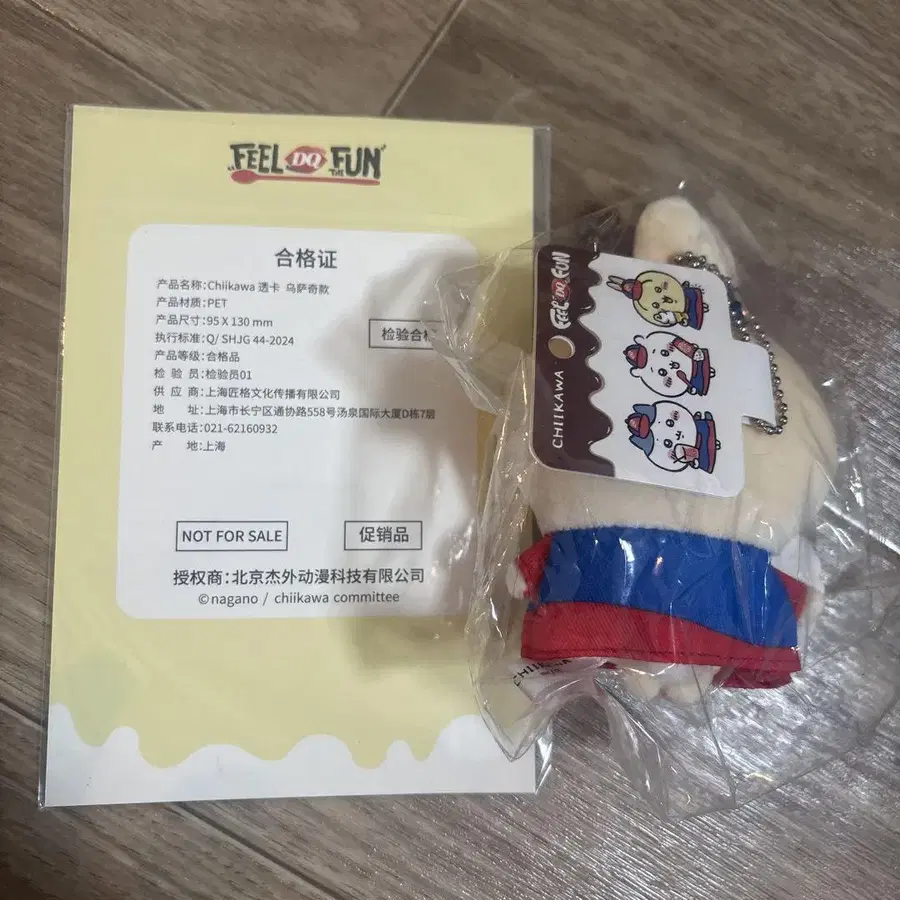 "FEEL DQ THE FUN"
合格证
产品名称:Chiikawa 透卡 乌萨奇款
产品材质:PET
产品尺寸:95 X 130 mm
执行标准:Q/ SHJG 44-2024
产品等级:合格品
检 验 员:检验员01
供 应 商:上海匠格文化传播有限公司
地 址:上海市长宁区通协路558号汤泉国际大厦D栋7层
联系电话:021-62160932
产 地:上海
检验合格
NOT FOR SALE
促销品
授权商:北京杰外动漫科技有限公司
©nagano / chiikawa committee
FEEL DQ THE FUN
CHIIKAWA
CHIIKAWA